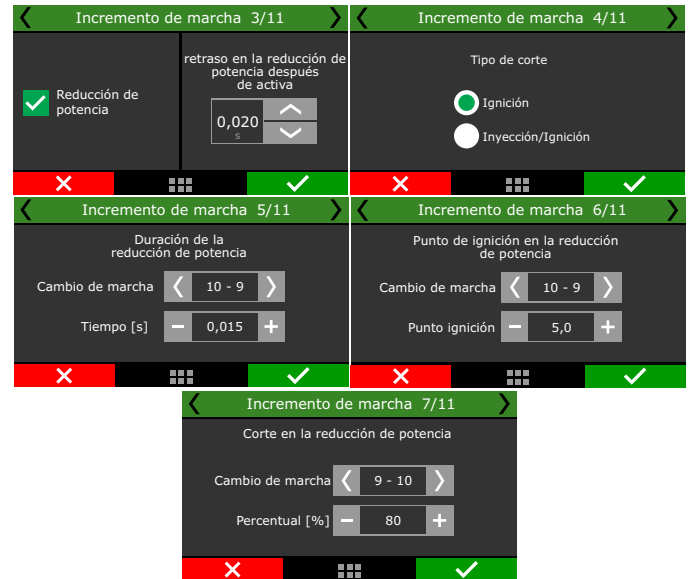 Incremento de marcha 3/11
Reducción de
potencia
retraso en la reducción de
potencia después
de activa
0,020
s
Incremento de marcha 4/11
Tipo de corte
Ignición
Inyección/Ignición
Incremento de marcha 5/11
Duración de la
reducción de potencia
Cambio de marcha 10 - 9
Tiempo [s] 0,015
Incremento de marcha 6/11
Punto de ignición en la reducción
de potencia
Cambio de marcha 10 - 9
Punto ignición 5,0
Incremento de marcha 7/11
Corte en la reducción de potencia
Cambio de marcha 9 - 10
Percentual [%] 80